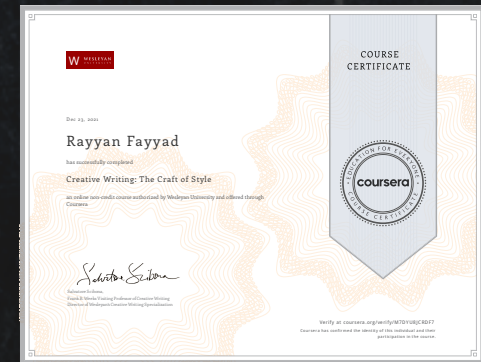 W WESLEYAN
UNIVERSITY
COURSE
CERTIFICATE
Dec 23, 2021
Rayyan Fayyad
has successfully completed
Creative Writing: The Craft of Style
an online non-credit course authorized by Wesleyan University and offered through
Coursera
EDUCATION FOR EVERYONE
coursera
COURSE CERTIFICATE
Salvatore Scibona
Salvatore Scibona
Frank B. Weeks Visiting Professor of Creative Writing
Director of Wesleyan's Creative Writing Specialization
Verify at coursera.org/verify/
Coursera has confirmed the identity of this individual and their
participation in the course.